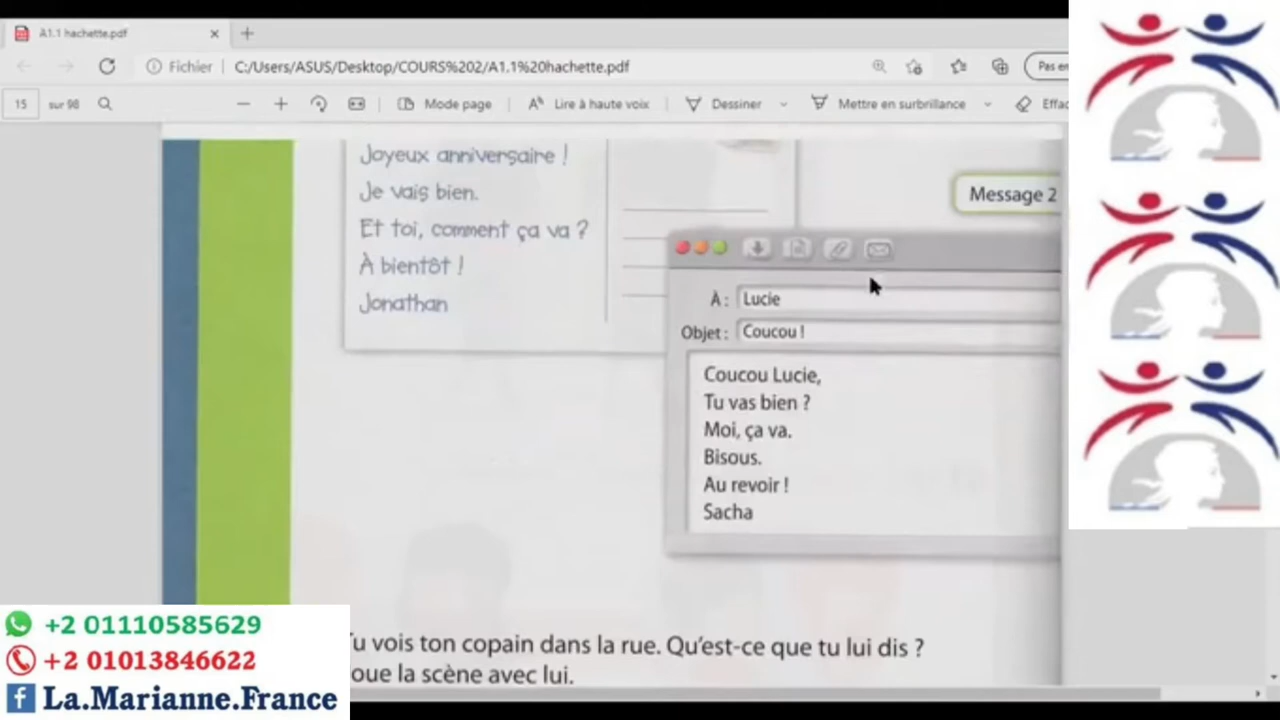 A1.1 hachette.pdf
Fichier
C:/Users/ASUS/Desktop/COURS%202/A1.1%20hachette.pdf
Pas en
15 sur 98
Mode page
Lire à haute voix
Dessiner
Mettre en surbrillance
Effac
Joyeux anniversaire !
Je vais bien.
Et toi, comment ça va ?
À bientôt !
Jonathan
Message 2
À : Lucie
Objet : Coucou !
Coucou Lucie,
Tu vas bien ?
Moi, ça va.
Bisous.
Au revoir !
Sacha
Tu vois ton copain dans la rue. Qu'est-ce que tu lui dis ?
oue la scène avec lui.
+2 01110585629
+2 01013846622
La.Marianne.France